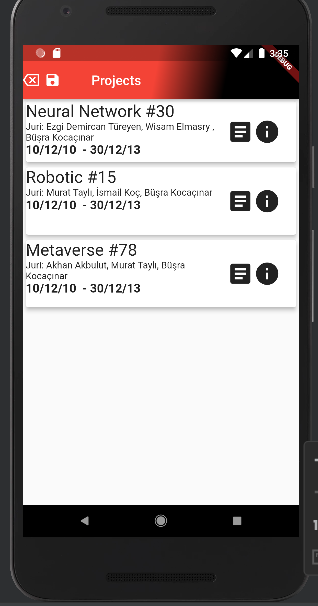 3:35
DEBUG
Projects
Neural Network #30
Juri: Ezgi Demircan Türeyen, Wisam Elmasry ,
Büşra Kocaçınar
10/12/10 - 30/12/13
Robotic #15
Juri: Murat Taylı, İsmail Koç, Büşra Kocaçınar
10/12/10 - 30/12/13
Metaverse #78
Juri: Akhan Akbulut, Murat Taylı, Büşra
Kocaçınar
10/12/10 - 30/12/13